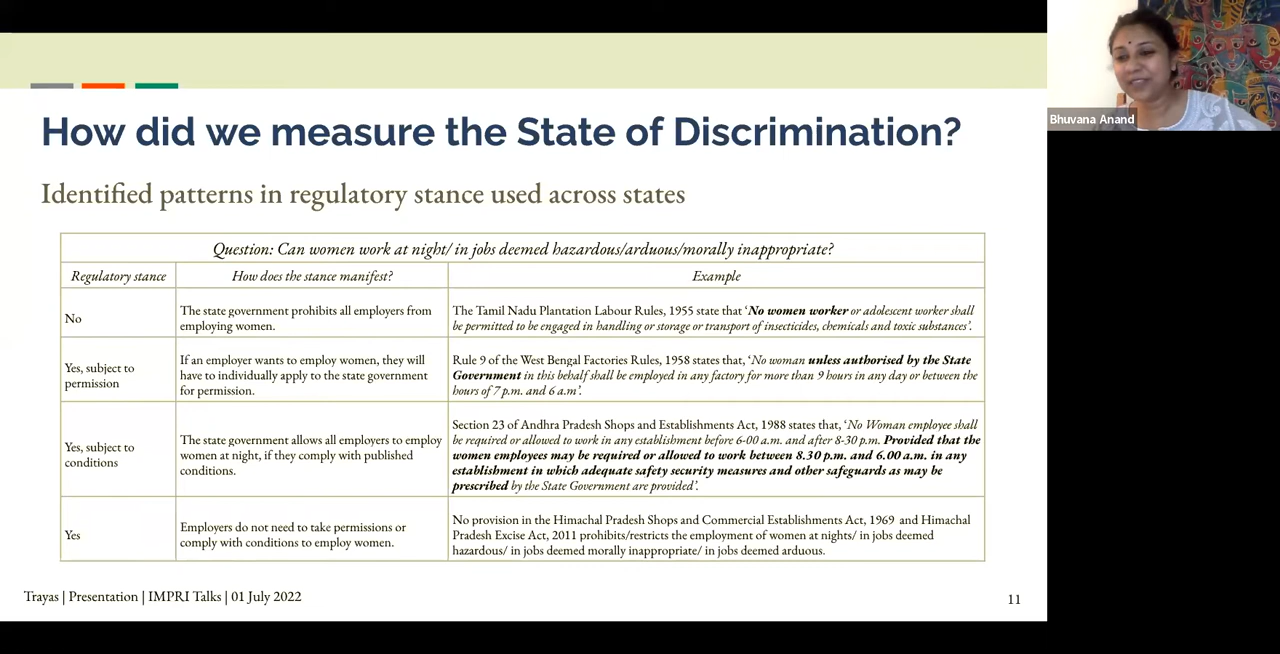 How did we measure the State of Discrimination?
Bhuvana Anand
Identified patterns in regulatory stance used across states
Question: Can women work at night/ in jobs deemed hazardous/arduous/morally inappropriate?
Regulatory stance
How does the stance manifest?
Example
No
The state government prohibits all employers from
employing women.
The Tamil Nadu Plantation Labour Rules, 1955 state that ‘No women worker or adolescent worker shall
be permitted to be engaged in handling or storage or transport of insecticides, chemicals and toxic substances’.
Yes, subject to
permission
If an employer wants to employ women, they will
have to individually apply to the state government
for permission.
Rule 9 of the West Bengal Factories Rules, 1958 states that, ‘No woman unless authorised by the State
Government in this behalf shall be employed in any factory for more than 9 hours in any day or between the
hours of 7 p.m. and 6 a.m’.
Yes, subject to
conditions
The state government allows all employers to employ
women at night, if they comply with published
conditions.
Section 23 of Andhra Pradesh Shops and Establishments Act, 1988 states that, ‘No Woman employee shall
be required or allowed to work in any establishment before 6-00 a.m. and after 8-30 p.m. Provided that the
women employees may be required or allowed to work between 8.30 p.m. and 6.00 a.m. in any
establishment in which adequate safety security measures and other safeguards as may be
prescribed by the State Government are provided’.
Yes
Employers do not need to take permissions or
comply with conditions to employ women.
No provision in the Himachal Pradesh Shops and Commercial Establishments Act, 1969 and Himachal
Pradesh Excise Act, 2011 prohibits/restricts the employment of women at nights/ in jobs deemed
hazardous/ in jobs deemed morally inappropriate/ in jobs deemed arduous.
Trayas | Presentation | IMPRI Talks | 01 July 2022
11